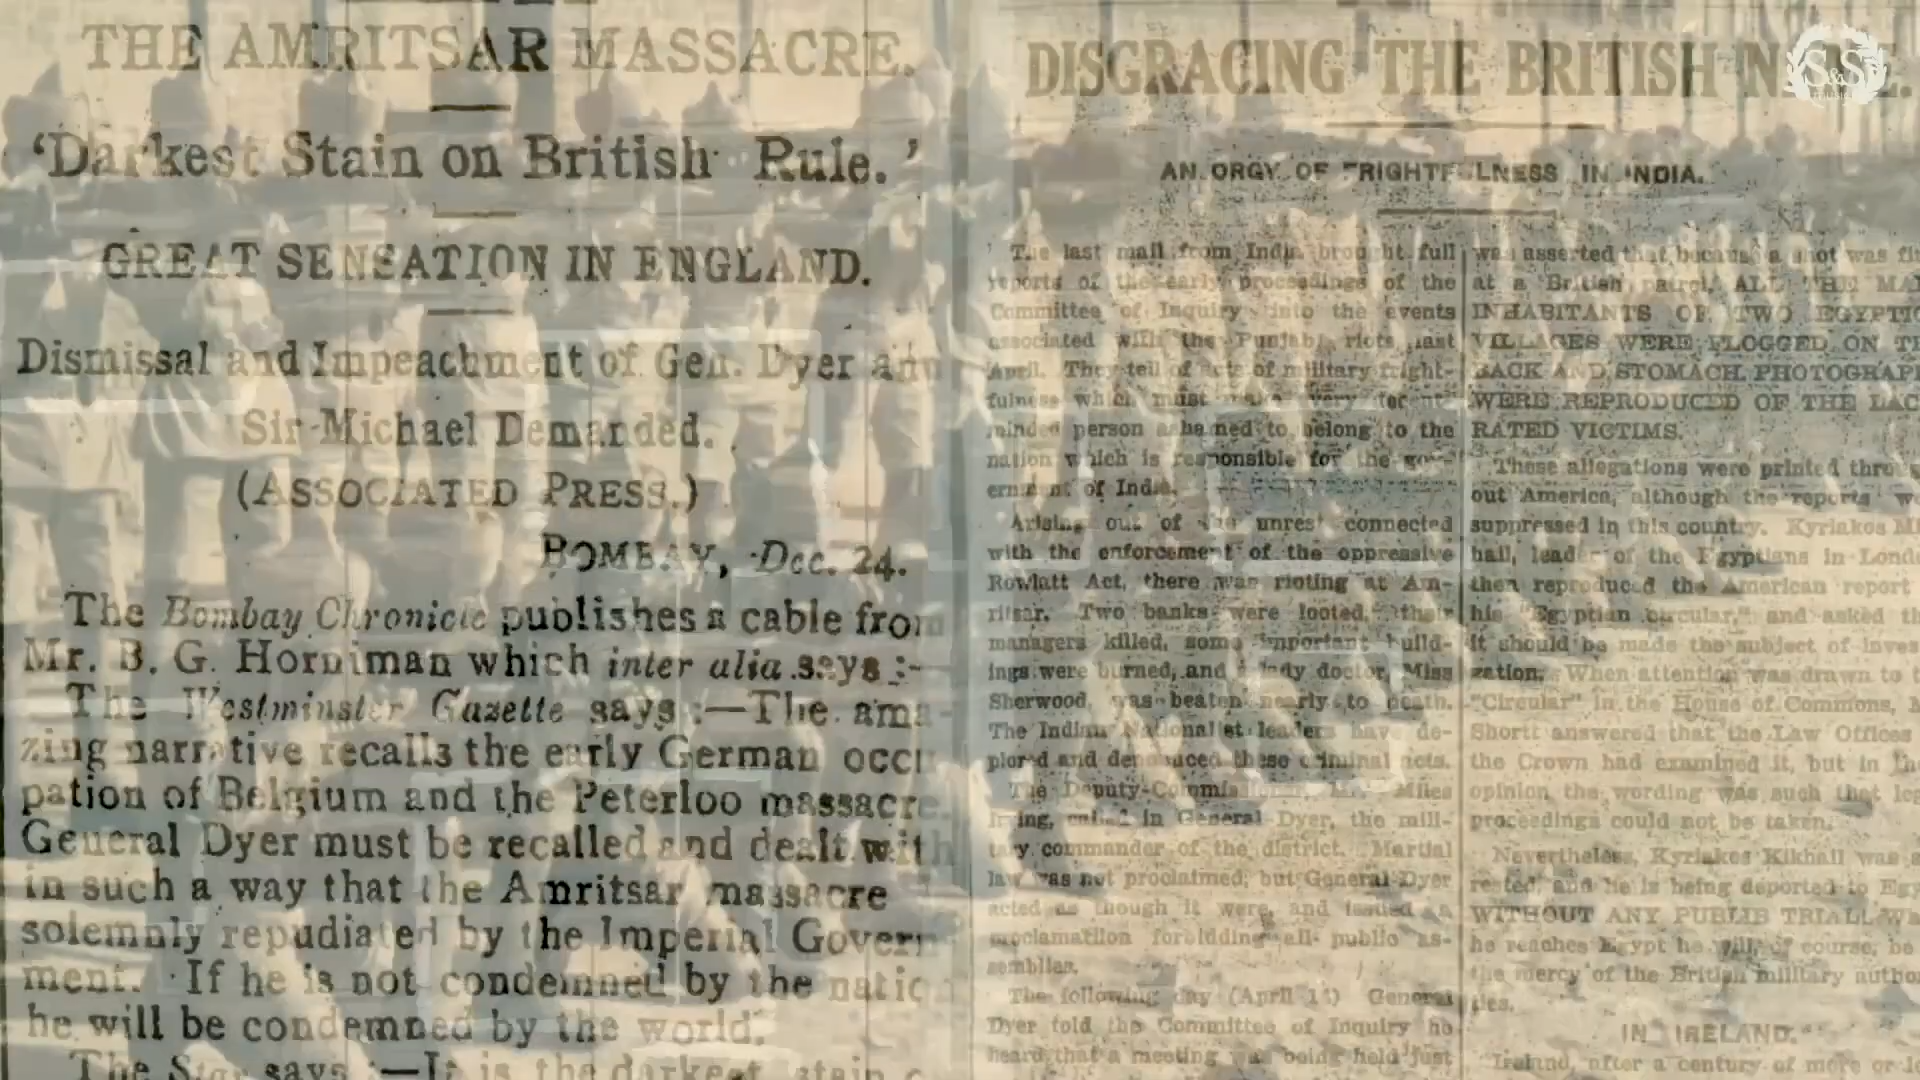 THE AMRITSAR MASSACRE.
'Darkest Stain on British Rule.'
GREAT SENSATION IN ENGLAND.
Dismissal and Impeachment of Gen. Dyer and
Sir Michael Demanded.
(ASSOCIATED PRESS.)
BOMBAY, Dec. 24.
The Bombay Chronicle publishes a cable from
Mr. B. G. Horniman which inter alia says :-
The Westminster Gazette says :—The ama-
zing narrative recalls the early German occu
pation of Belgium and the Peterloo massacre.
General Dyer must be recalled and dealt with
in such a way that the Amritsar massacre
solemnly repudiated by the Imperial Govern-
ment. If he is not condemned by the natio
he will be condemned by the world.
The Star says :—It is the darkest stain o
DISGRACING THE BRITISH
S&S
AN ORGY OF FRIGHTFULNESS IN INDIA.
The last mail from India brought full
reports of the early proceedings of the
Committee of Inquiry into the events
associated with the Punjab riots last
April. They tell of acts of military fright-
fulness which must make every decent
minded person ashamed to belong to the
nation which is responsible for the gov-
ernment of India.
Arising out of the unrest connected
with the enforcement of the oppressive
Rowlatt Act, there was rioting at Am-
ritsar. Two banks were looted, their
managers killed, some important build-
ings were burned, and a lady doctor, Miss
Sherwood, was beaten nearly to death.
The Indian Nationalist leaders have de-
plored and denounced these criminal acts.
The Deputy-Commissioner, Mr. Miles
Irving, called in General Dyer, the mili-
tary commander of the district. Martial
law was not proclaimed, but General Dyer
acted as though it were, and issued a
proclamation forbidding all public as-
semblies.
The following day (April 13) General
Dyer told the Committee of Inquiry he
heard that a meeting was being held just
was asserted that because a shot was fir
at a British patrol, ALL THE MAL
INHABITANTS OF TWO EGYPTIA
VILLAGES WERE FLOGGED ON TH
BACK AND STOMACH. PHOTOGRAPH
WERE REPRODUCED OF THE LACE
RATED VICTIMS.
These allegations were printed throug
out America, although the reports we
suppressed in this country. Kyriakos Mi
hail, leader of the Egyptians in Londo
then reproduced the American report
his "Egyptian circular," and asked th
it should be made the subject of inves
zation. When attention was drawn to t
"Circular" in the House of Commons, M
Shortt answered that the Law Offices
the Crown had examined it, but in the
opinion the wording was such that leg
proceedings could not be taken.
Nevertheless, Kyriakos Kikhail was a
rested, and he is being deported to Egy
WITHOUT ANY PUBLIC TRIAL.
he reaches Egypt he will, of course, be
the mercy of the British military author
ties.
IN IRELAND.
Ireland, after a century of more or le